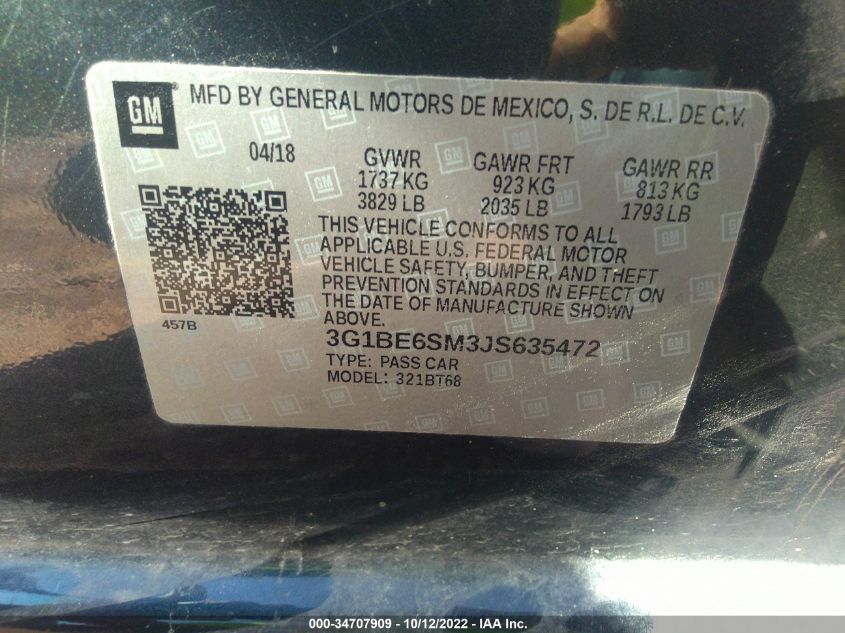 GM
MFD BY GENERAL MOTORS DE MEXICO, S. DE R.L. DE C.V.
04/18 GVWR GAWR FRT GAWR RR
1737 KG 923 KG 813 KG
3829 LB 2035 LB 1793 LB
THIS VEHICLE CONFORMS TO ALL
APPLICABLE U.S. FEDERAL MOTOR
VEHICLE SAFETY, BUMPER, AND THEFT
PREVENTION STANDARDS IN EFFECT ON
THE DATE OF MANUFACTURE SHOWN
ABOVE.
457B
3G1BE6SM3JS635472
TYPE: PASS CAR
MODEL: 321BT68
000-34707909 - 10/12/2022 - IAA Inc.